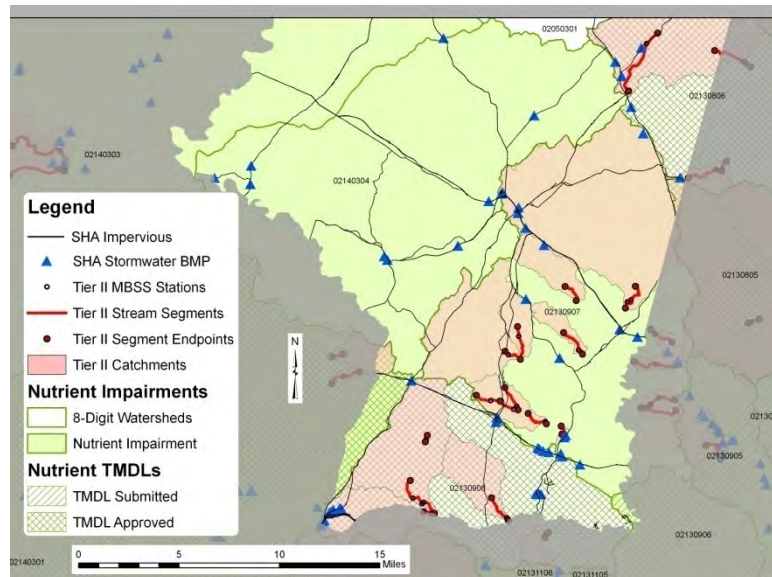 02050301
02130806
02140303
02140304
Legend
SHA Impervious
SHA Stormwater BMP
Tier II MBSS Stations
Tier II Stream Segments
Tier II Segment Endpoints
Tier II Catchments
Nutrient Impairments
8-Digit Watersheds
Nutrient Impairment
Nutrient TMDLs
TMDL Submitted
TMDL Approved
N
02130805
02130907
02130905
02130908
02130906
02140301
0 5 10 15
Miles
02131106
02131105